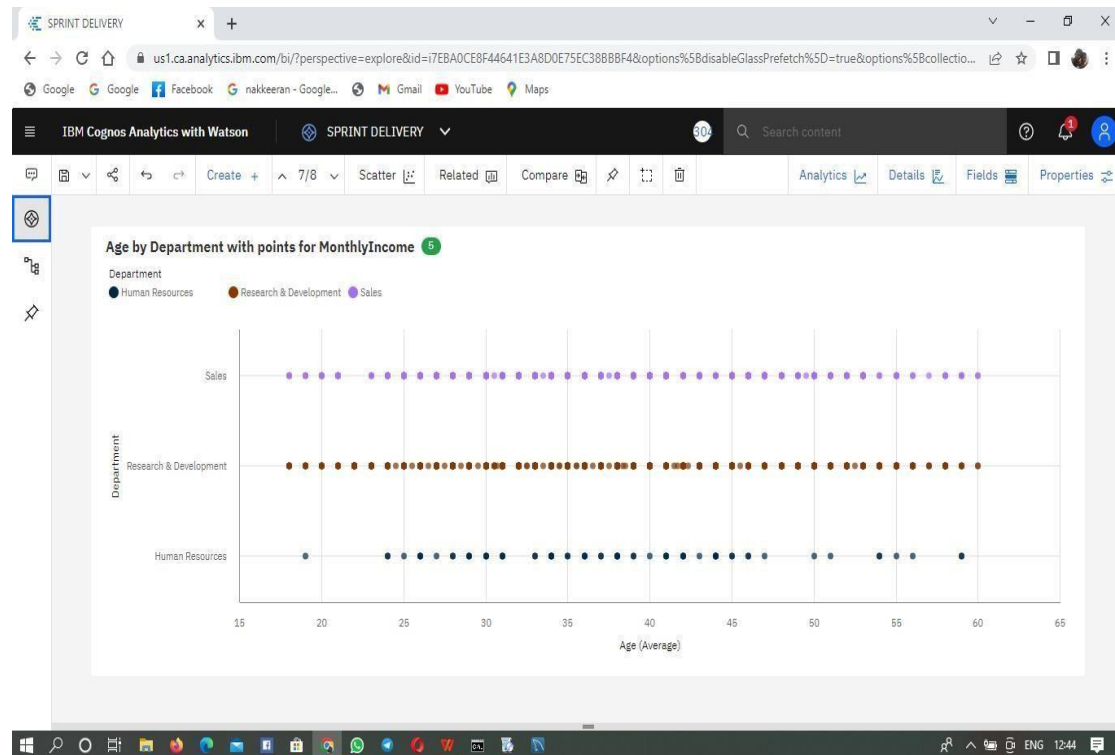 SPRINT DELIVERY
us1.ca.analytics.ibm.com/bi/?perspective=explore&id=i7EBA0CE8F44641E3A8D0E75EC38BBBF4&options%5BdisableGlassPrefetch%5D=true&options%5Bcollectio...
Google Google Facebook nakkeeran - Google... Gmail YouTube Maps
IBM Cognos Analytics with Watson SPRINT DELIVERY 304 Search content 1
Create + 7/8 Scatter Related Compare Analytics Details Fields Properties
Age by Department with points for MonthlyIncome 5
Department
Human Resources Research & Development Sales
Sales
Department
Research & Development
Human Resources
15 20 25 30 35 40 45 50 55 60 65
Age (Average)
ENG 12:44